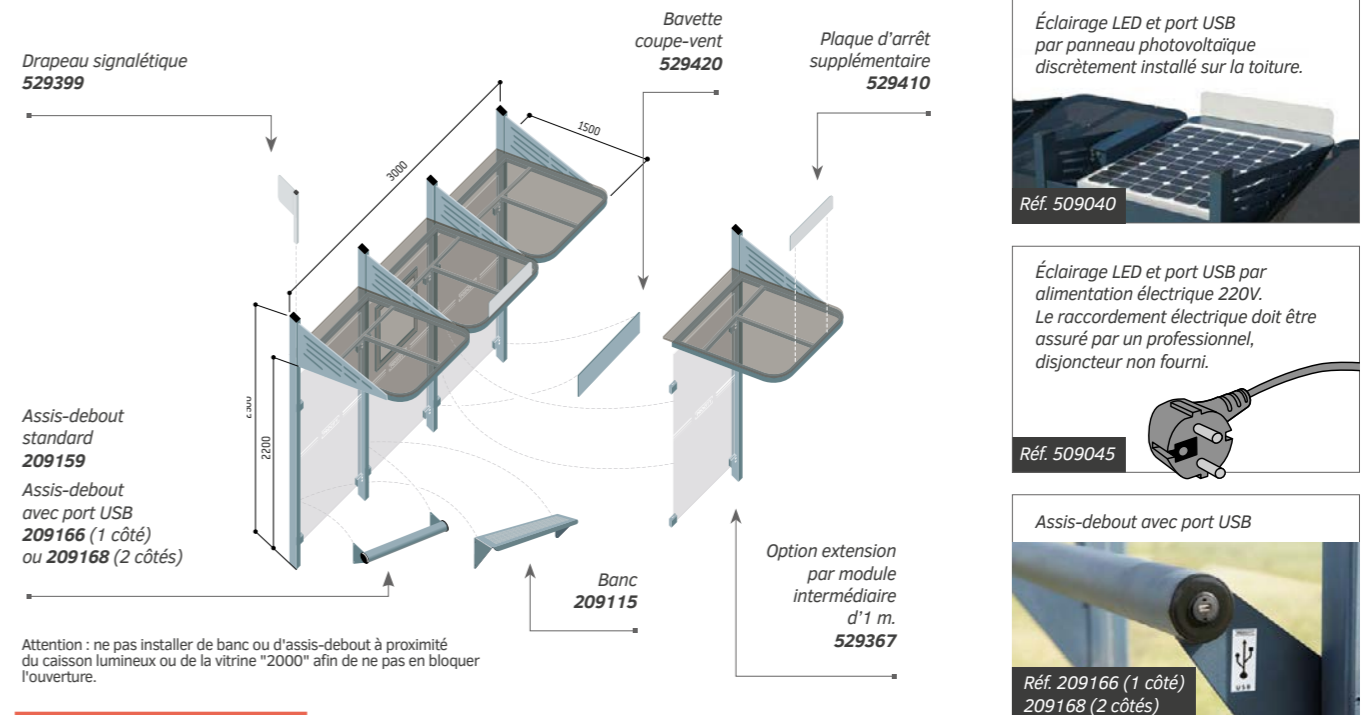 Drapeau signalétique
529399
Bavette
coupe-vent
529420
Plaque d'arrêt
supplémentaire
529410
1500
3000
2200
Assis-debout
standard
209159
Assis-debout
avec port USB
209166 (1 côté)
ou 209168 (2 côtés)
Banc
209115
Option extension
par module
intermédiaire
d'1 m.
529367
Attention : ne pas installer de banc ou d'assis-debout à proximité
du caisson lumineux ou de la vitrine "2000" afin de ne pas en bloquer
l'ouverture.
Éclairage LED et port USB
par panneau photovoltaïque
discrètement installé sur la toiture.
Réf. 509040
Éclairage LED et port USB par
alimentation électrique 220V.
Le raccordement électrique doit être
assuré par un professionnel,
disjoncteur non fourni.
Réf. 509045
Assis-debout avec port USB
USB
Réf. 209166 (1 côté)
209168 (2 côtés)